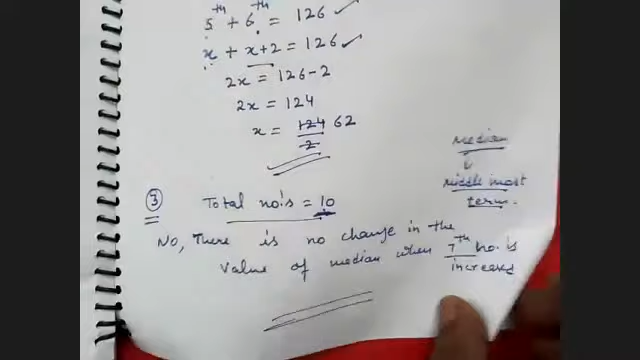 5th + 6th = 126 ✓
x + x+2 = 126 ✓
2x = 126-2
2x = 124
x = 124/2 62
median
↓
middle most
term.
③ Total no.'s = 10
No, There is no change in the
value of median when 7th no. is
increased